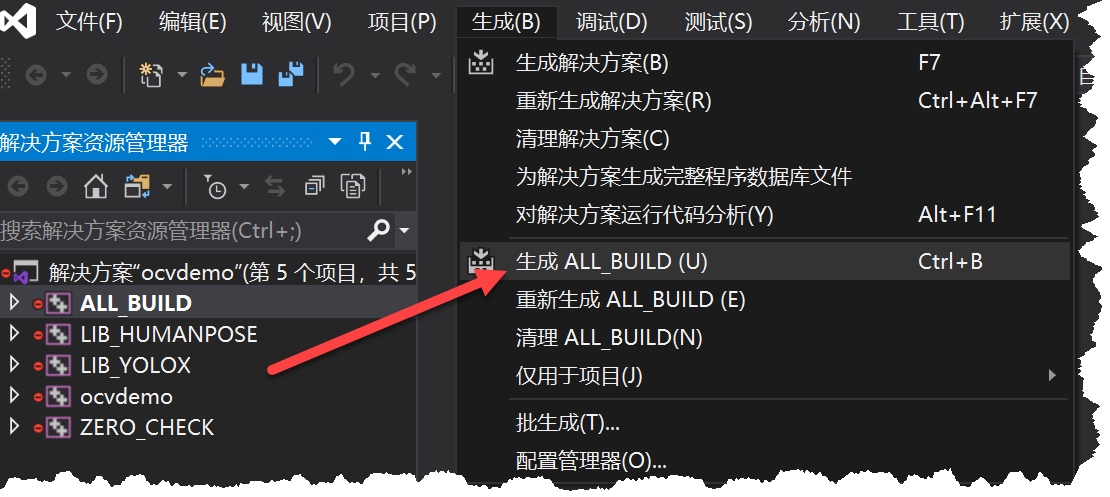 文件(F) 编辑(E) 视图(V) 项目(P) 生成(B) 调试(D) 测试(S) 分析(N) 工具(T) 扩展(X)
解决方案资源管理器
搜索解决方案资源管理器(Ctrl+;)
解决方案“ocvdemo”(第 5 个项目，共 5
ALL_BUILD
LIB_HUMANPOSE
LIB_YOLOX
ocvdemo
ZERO_CHECK
生成解决方案(B) F7
重新生成解决方案(R) Ctrl+Alt+F7
清理解决方案(C)
为解决方案生成完整程序数据库文件
对解决方案运行代码分析(Y) Alt+F11
生成 ALL_BUILD (U) Ctrl+B
重新生成 ALL_BUILD (E)
清理 ALL_BUILD(N)
仅用于项目(J)
批生成(T)...
配置管理器(O)...